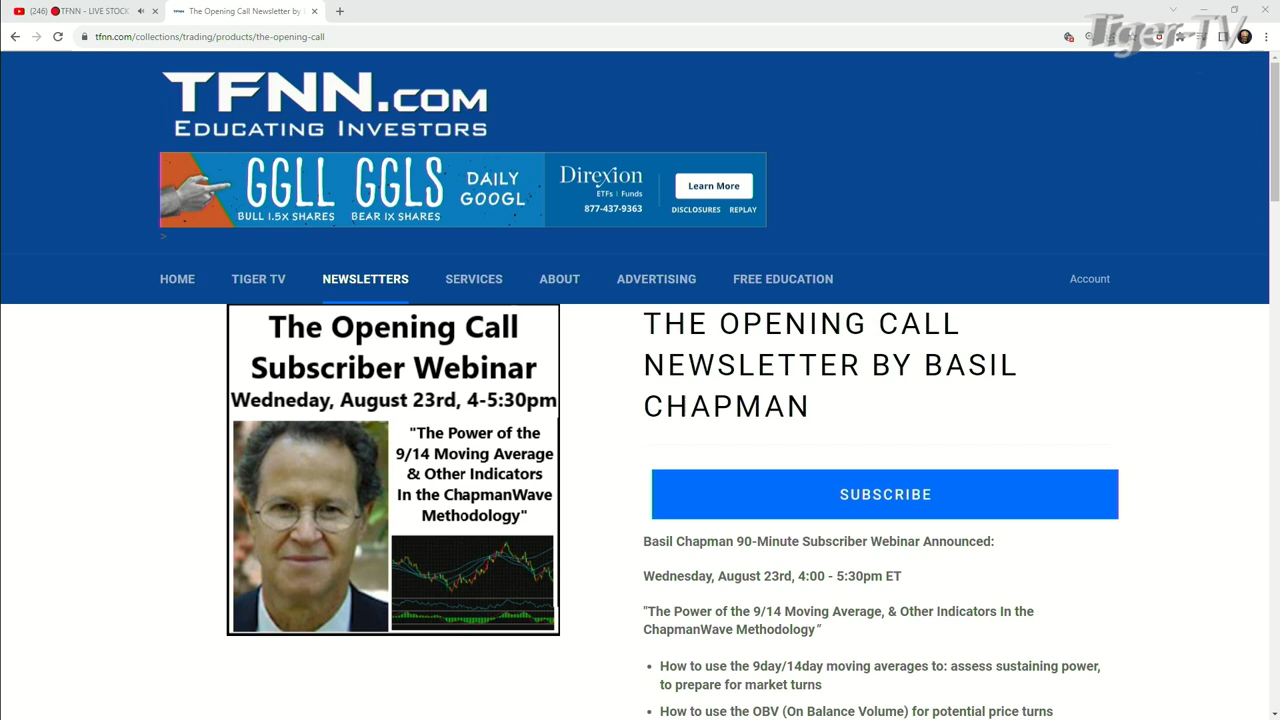 (246) 🔴TFNN - LIVE STOCK
The Opening Call Newsletter by
Tiger-TV
tfnn.com/collections/trading/products/the-opening-call
TFNN.COM
EDUCATING INVESTORS
GGLL GGLS
BULL 1.5X SHARES BEAR 1X SHARES
DAILY
GOOGL
Direxion
ETFs | Funds
877-437-9363
Learn More
DISCLOSURES REPLAY
>
HOME TIGER TV NEWSLETTERS SERVICES ABOUT ADVERTISING FREE EDUCATION Account
The Opening Call
Subscriber Webinar
Wedneday, August 23rd, 4-5:30pm
"The Power of the
9/14 Moving Average
& Other Indicators
In the ChapmanWave
Methodology"
THE OPENING CALL
NEWSLETTER BY BASIL
CHAPMAN
SUBSCRIBE
Basil Chapman 90-Minute Subscriber Webinar Announced:
Wednesday, August 23rd, 4:00 - 5:30pm ET
"The Power of the 9/14 Moving Average, & Other Indicators In the
ChapmanWave Methodology”
• How to use the 9day/14day moving averages to: assess sustaining power,
to prepare for market turns
• How to use the OBV (On Balance Volume) for potential price turns